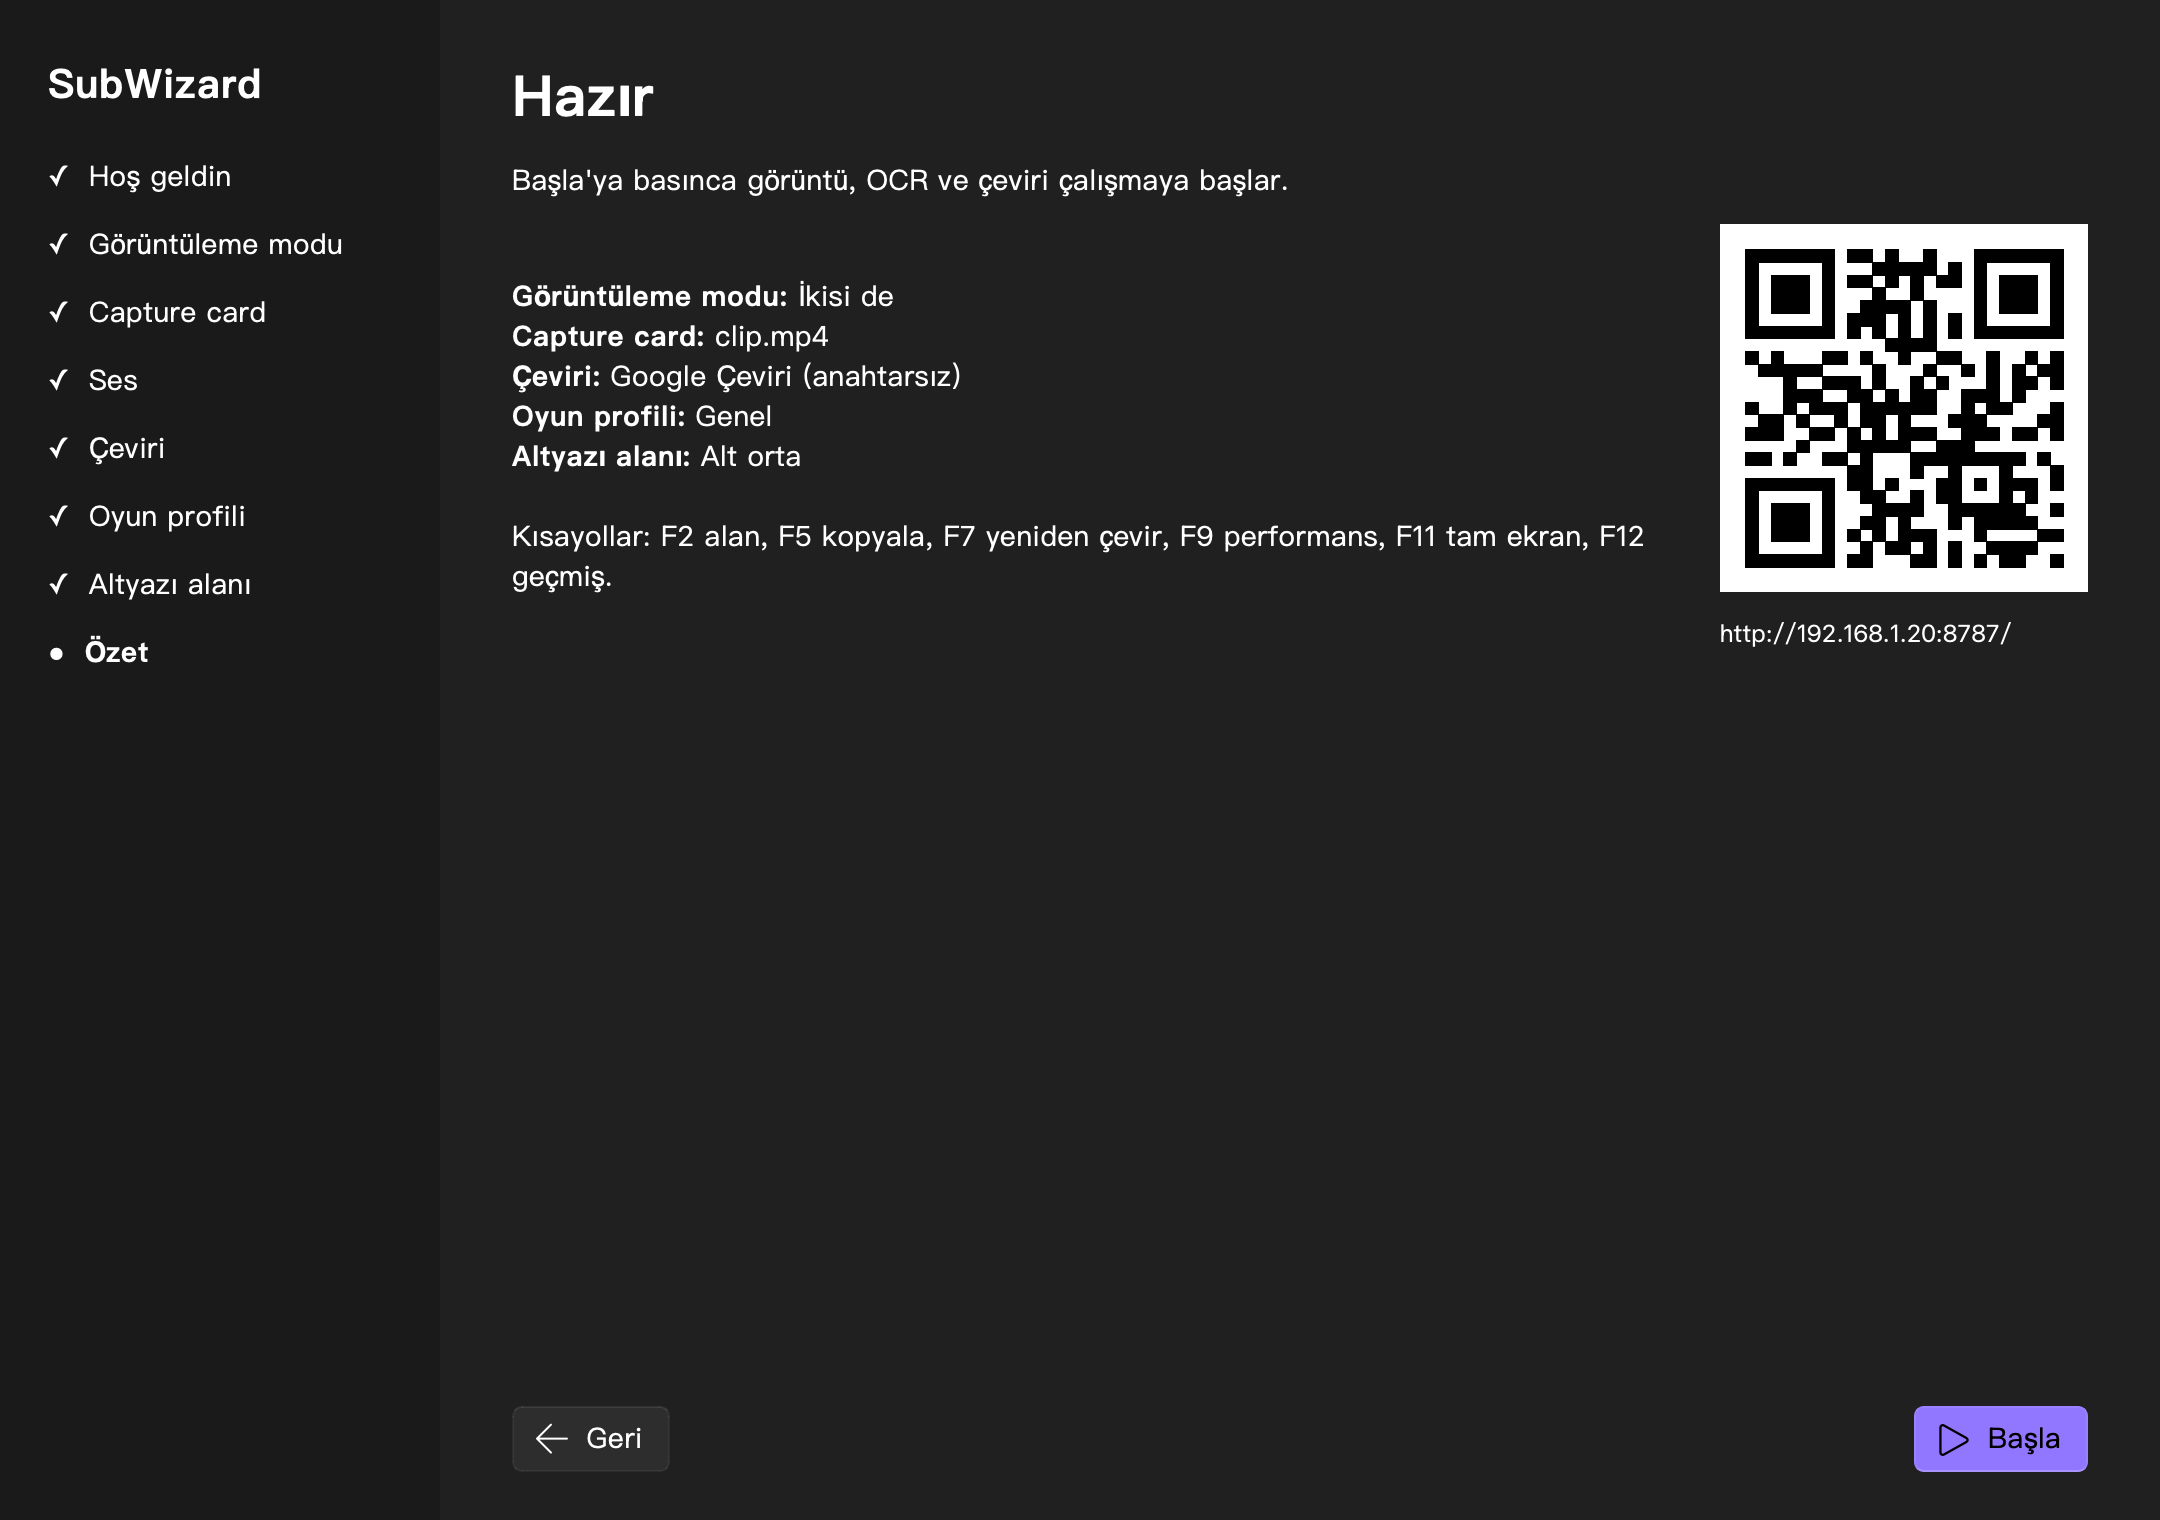 SubWizard
✓ Hoş geldin
✓ Görüntüleme modu
✓ Capture card
✓ Ses
✓ Çeviri
✓ Oyun profili
✓ Altyazı alanı
● Özet
Hazır
Başla'ya basınca görüntü, OCR ve çeviri çalışmaya başlar.
Görüntüleme modu: İkisi de
Capture card: clip.mp4
Çeviri: Google Çeviri (anahtarsız)
Oyun profili: Genel
Altyazı alanı: Alt orta
Kısayollar: F2 alan, F5 kopyala, F7 yeniden çevir, F9 performans, F11 tam ekran, F12
geçmiş.
http://192.168.1.20:8787/
Geri
Başla